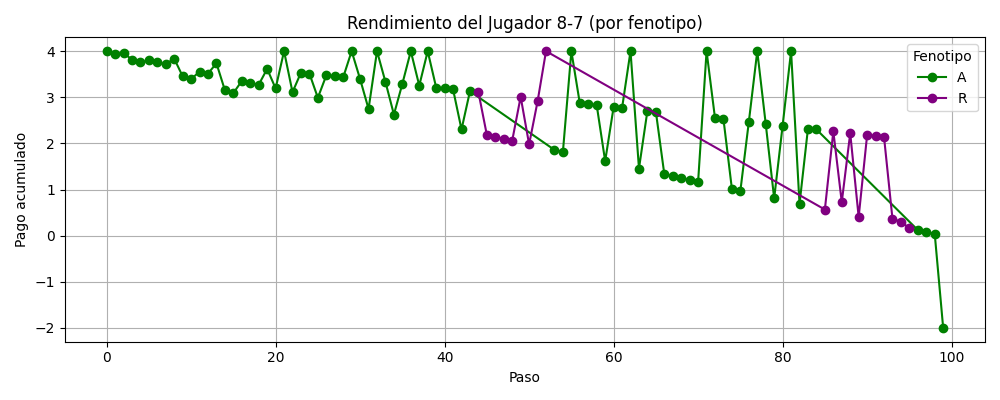 Rendimiento del Jugador 8-7 (por fenotipo)
Pago acumulado
4
3
2
1
0
−1
−2
0
20
40
60
80
100
Paso
Fenotipo
A
R